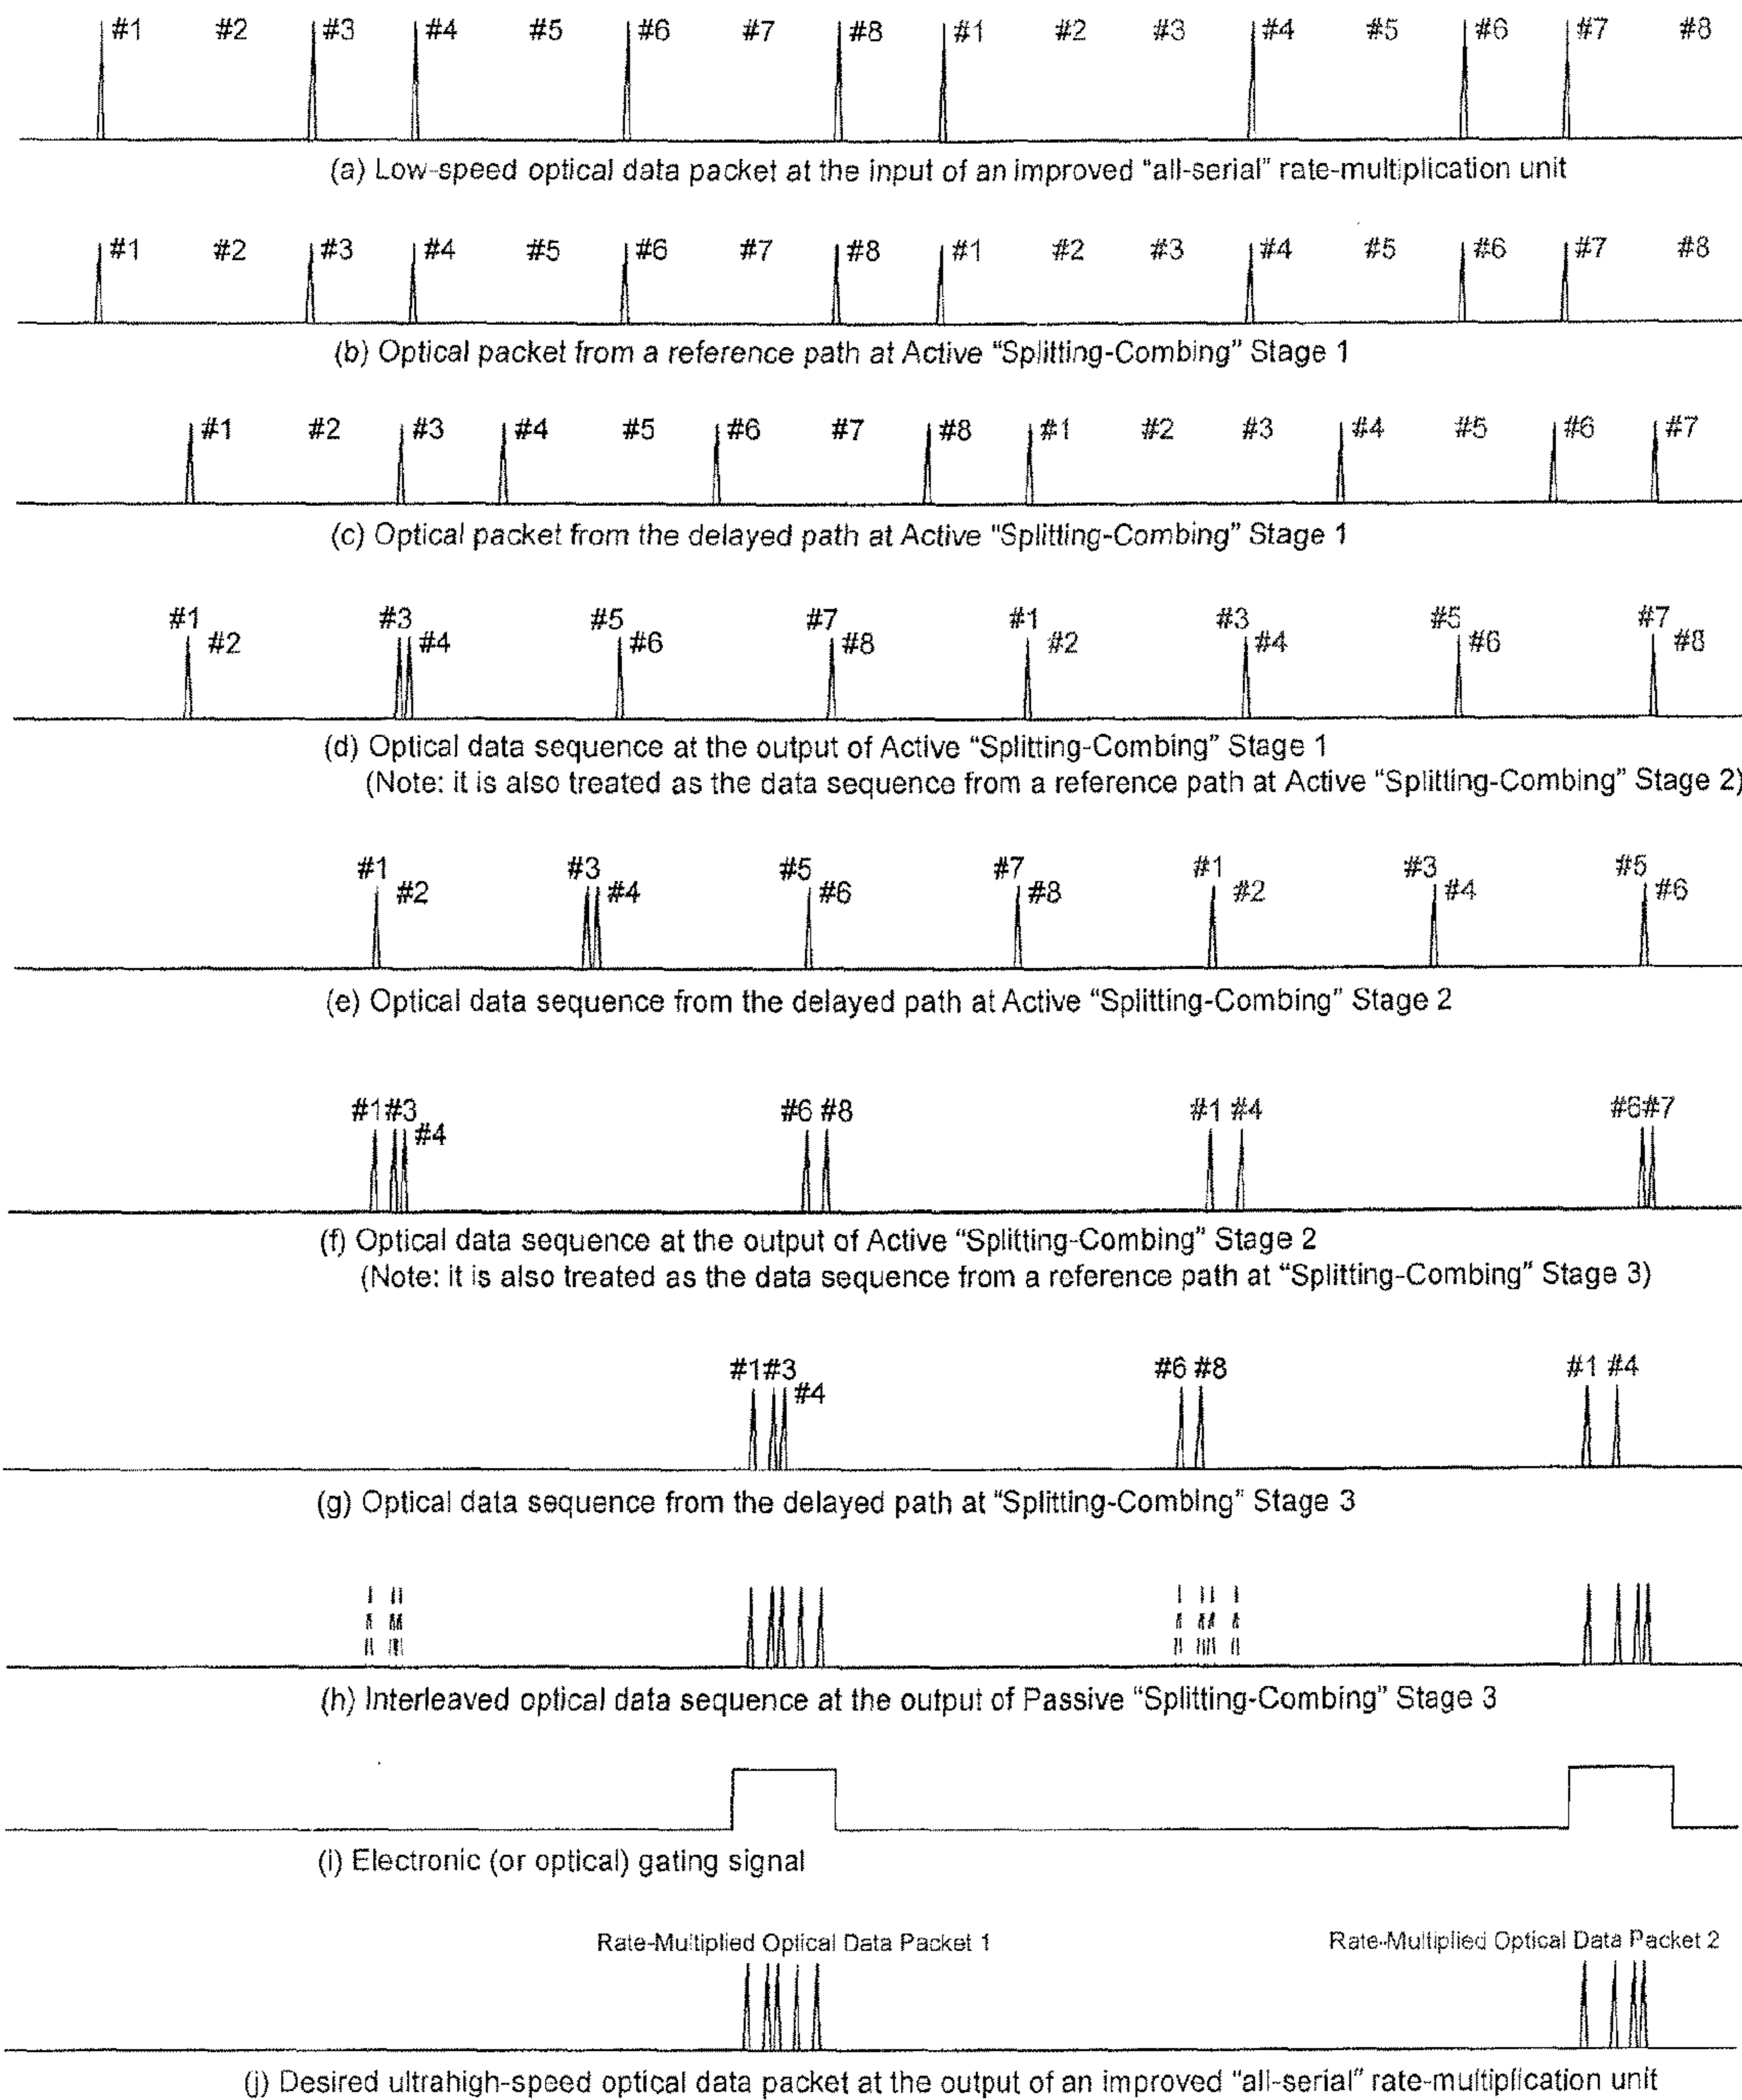 #1 #2 #3 #4 #5 #6 #7 #8 #1 #2 #3 #4 #5 #6 #7 #8
(a) Low-speed optical data packet at the input of an improved “all-serial” rate-multiplication unit
#1 #2 #3 #4 #5 #6 #7 #8 #1 #2 #3 #4 #5 #6 #7 #8
(b) Optical packet from a reference path at Active “Splitting-Combing” Stage 1
#1 #2 #3 #4 #5 #6 #7 #8 #1 #2 #3 #4 #5 #6 #7
(c) Optical packet from the delayed path at Active “Splitting-Combing” Stage 1
#1 #3 #5 #7 #1 #3 #5 #7
#2 #4 #6 #8 #2 #4 #6 #8
(d) Optical data sequence at the output of Active “Splitting-Combing” Stage 1
(Note: it is also treated as the data sequence from a reference path at Active “Splitting-Combing” Stage 2)
#1 #3 #5 #7 #1 #3 #5
#2 #4 #6 #8 #2 #4 #6
(e) Optical data sequence from the delayed path at Active “Splitting-Combing” Stage 2
#1 #3 #6 #8 #1 #4 #6 #7
#4
(f) Optical data sequence at the output of Active “Splitting-Combing” Stage 2
(Note: it is also treated as the data sequence from a reference path at “Splitting-Combing” Stage 3)
#1 #3 #6 #8 #1 #4
#4
(g) Optical data sequence from the delayed path at “Splitting-Combing” Stage 3
(h) Interleaved optical data sequence at the output of Passive “Splitting-Combing” Stage 3
(i) Electronic (or optical) gating signal
Rate-Multiplied Optical Data Packet 1 Rate-Multiplied Optical Data Packet 2
(j) Desired ultrahigh-speed optical data packet at the output of an improved “all-serial” rate-multiplication unit